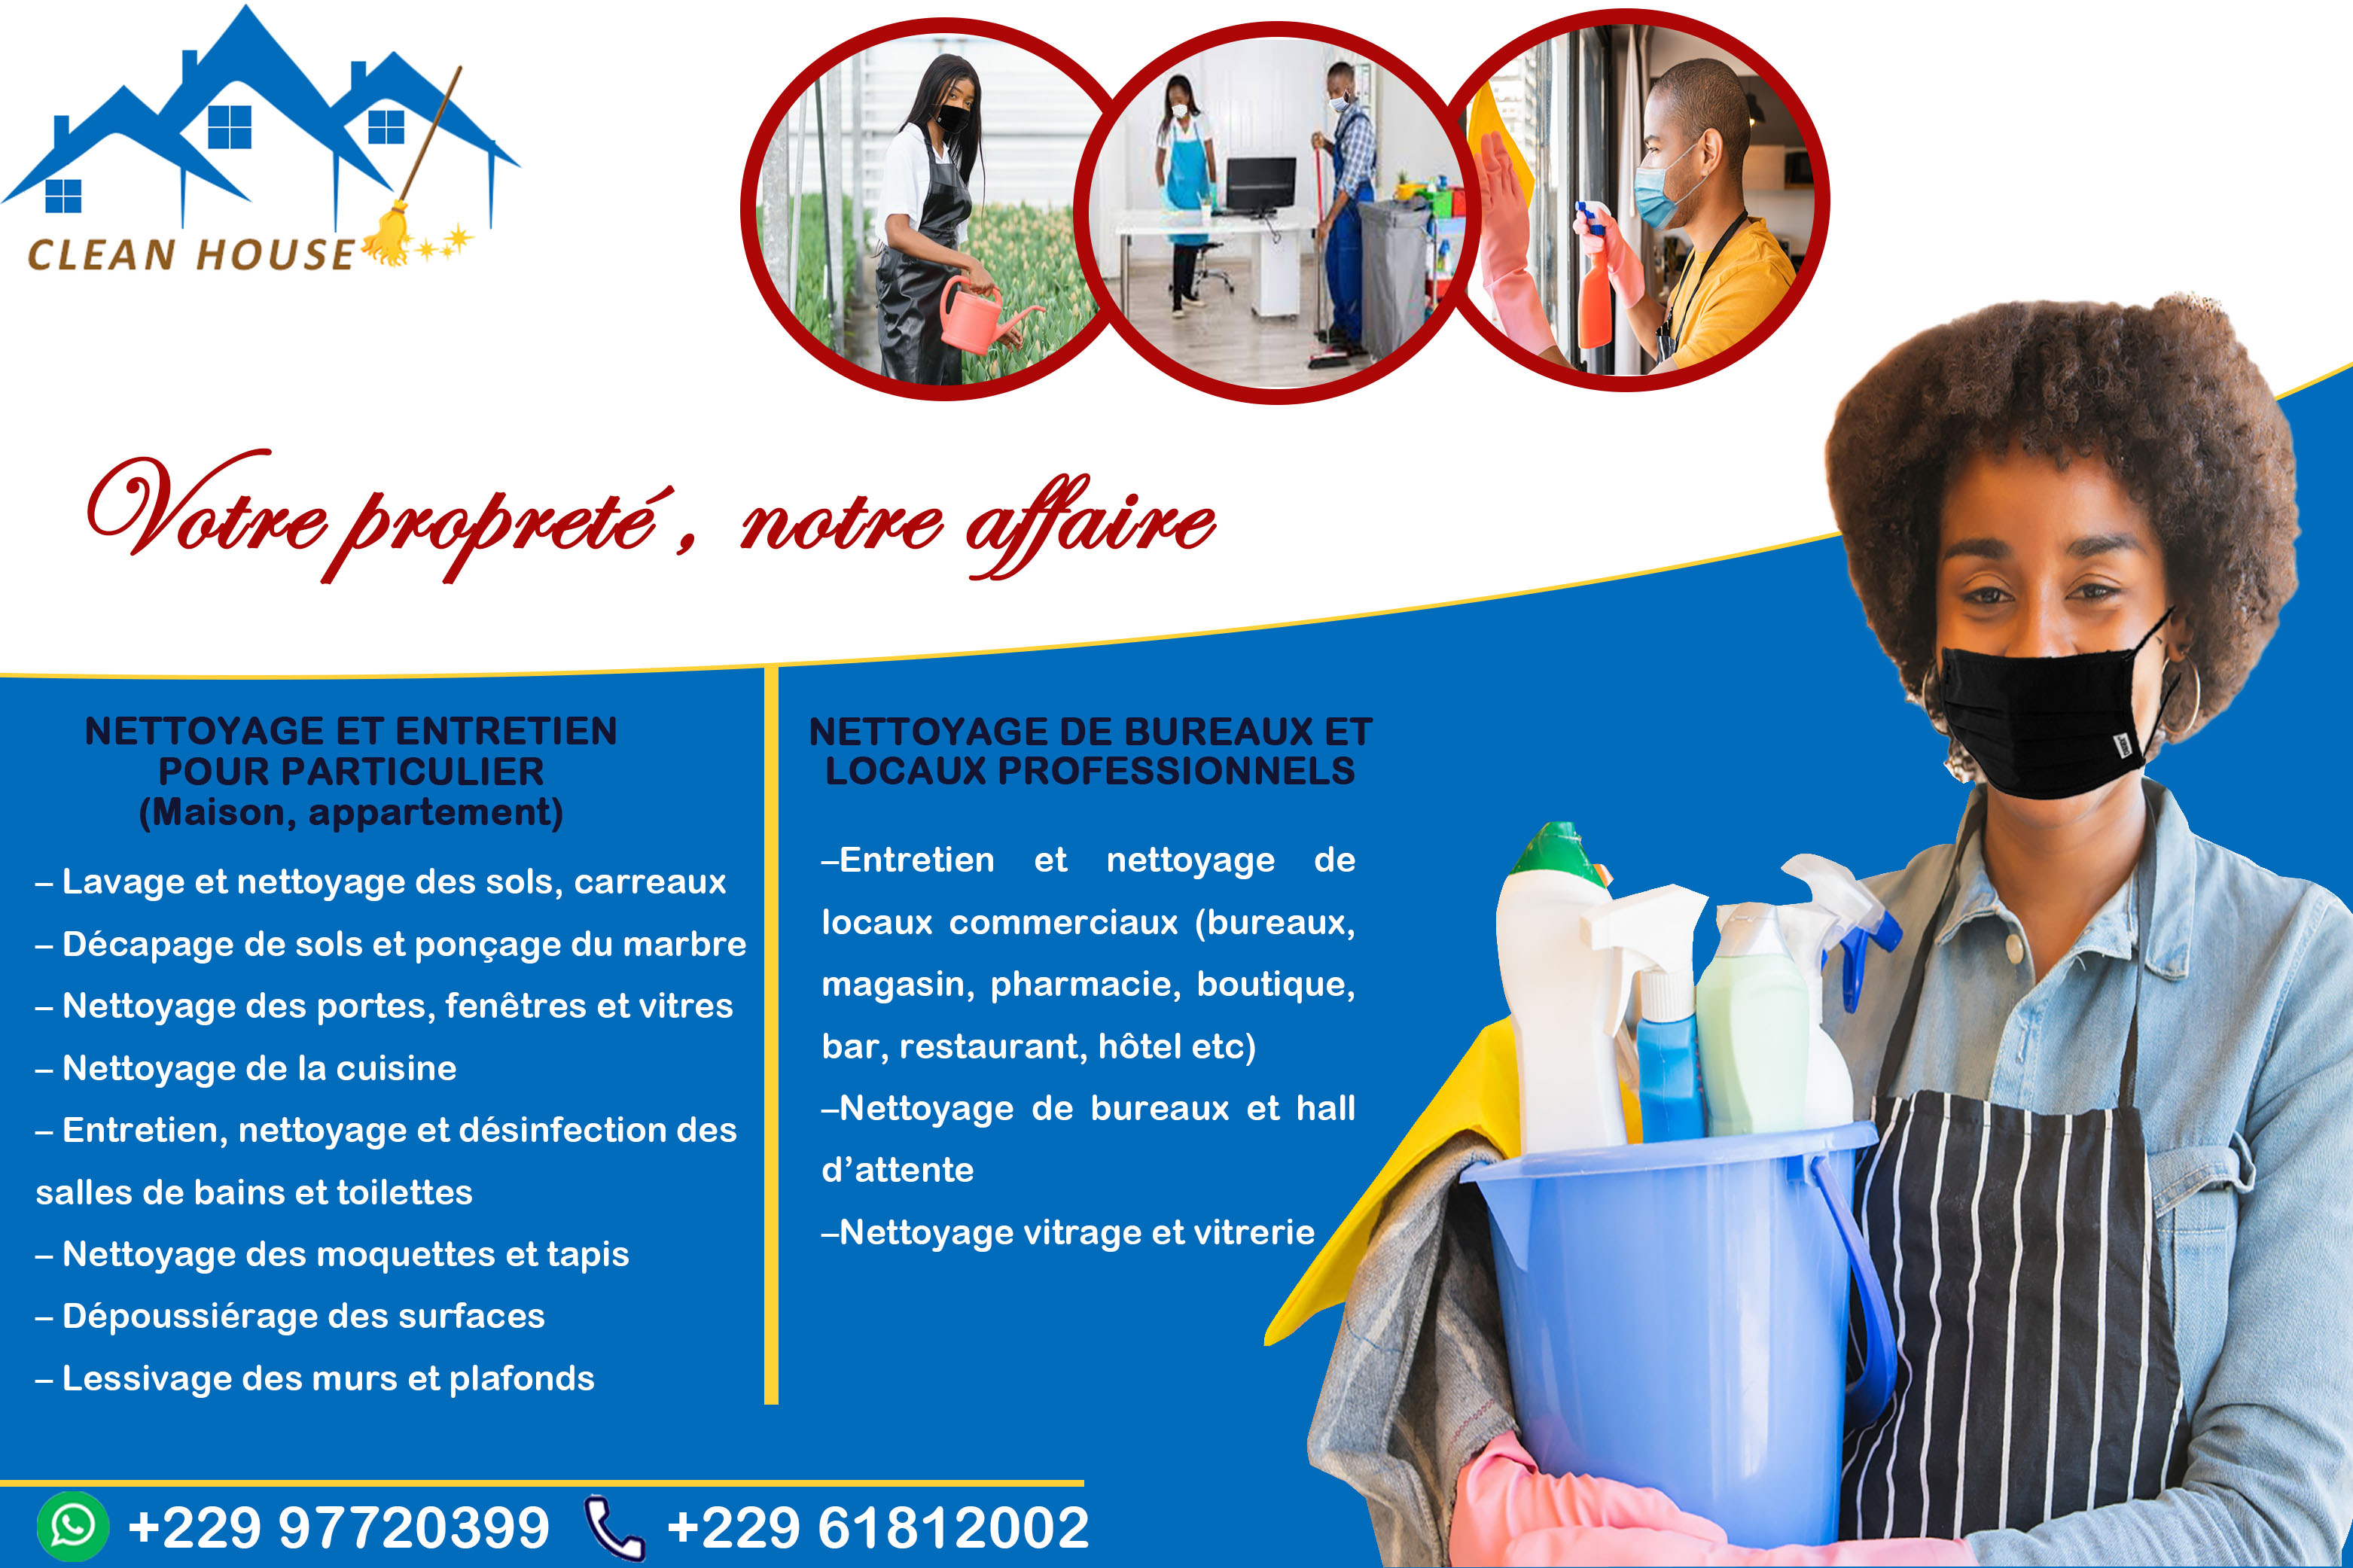 CLEAN HOUSE
Votre propreté, notre affaire
NETTOYAGE ET ENTRETIEN
POUR PARTICULIER
(Maison, appartement)
– Lavage et nettoyage des sols, carreaux
– Décapage de sols et ponçage du marbre
– Nettoyage des portes, fenêtres et vitres
– Nettoyage de la cuisine
– Entretien, nettoyage et désinfection des
salles de bains et toilettes
– Nettoyage des moquettes et tapis
– Dépoussiérage des surfaces
– Lessivage des murs et plafonds
NETTOYAGE DE BUREAUX ET
LOCAUX PROFESSIONNELS
–Entretien et nettoyage de
locaux commerciaux (bureaux,
magasin, pharmacie, boutique,
bar, restaurant, hôtel etc)
–Nettoyage de bureaux et hall
d’attente
–Nettoyage vitrage et vitrerie
+229 97720399
+229 61812002